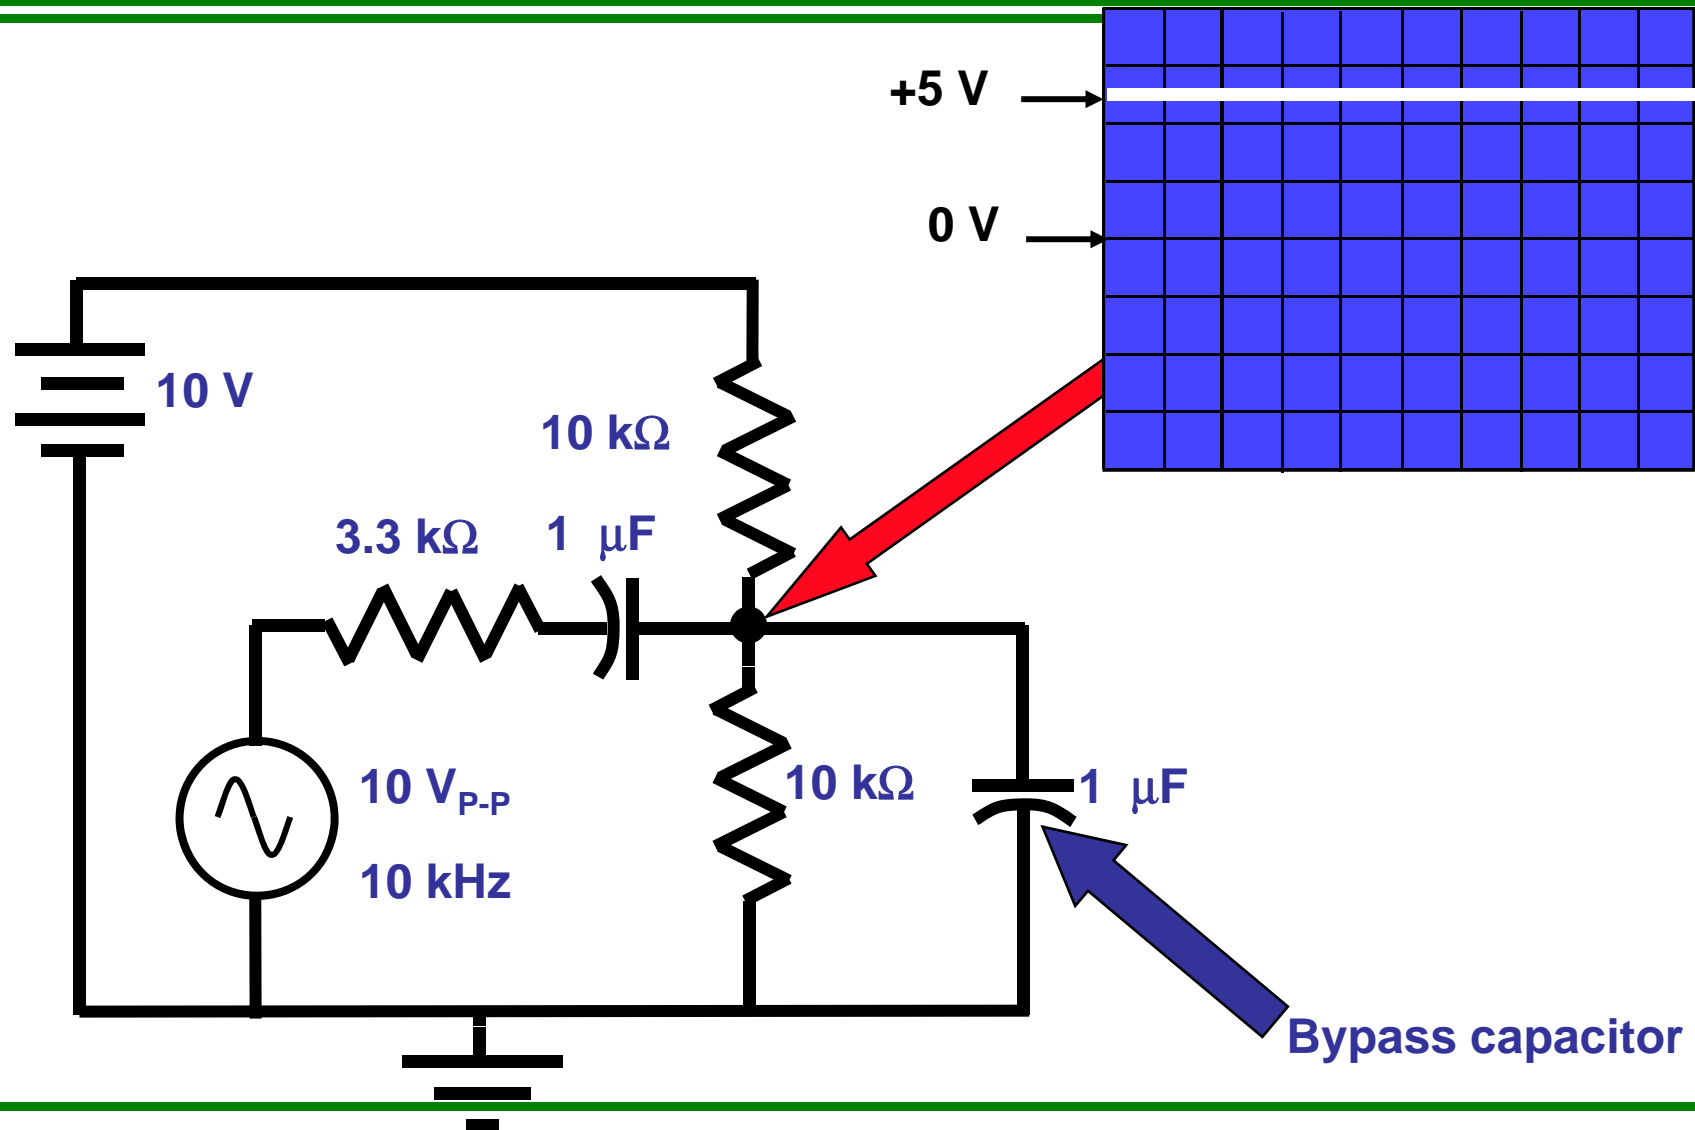 +5 V
0 V
10 V
10 kΩ
3.3 kΩ
1 μF
10 V P-P
10 kHz
10 kΩ
1 μF
Bypass capacitor